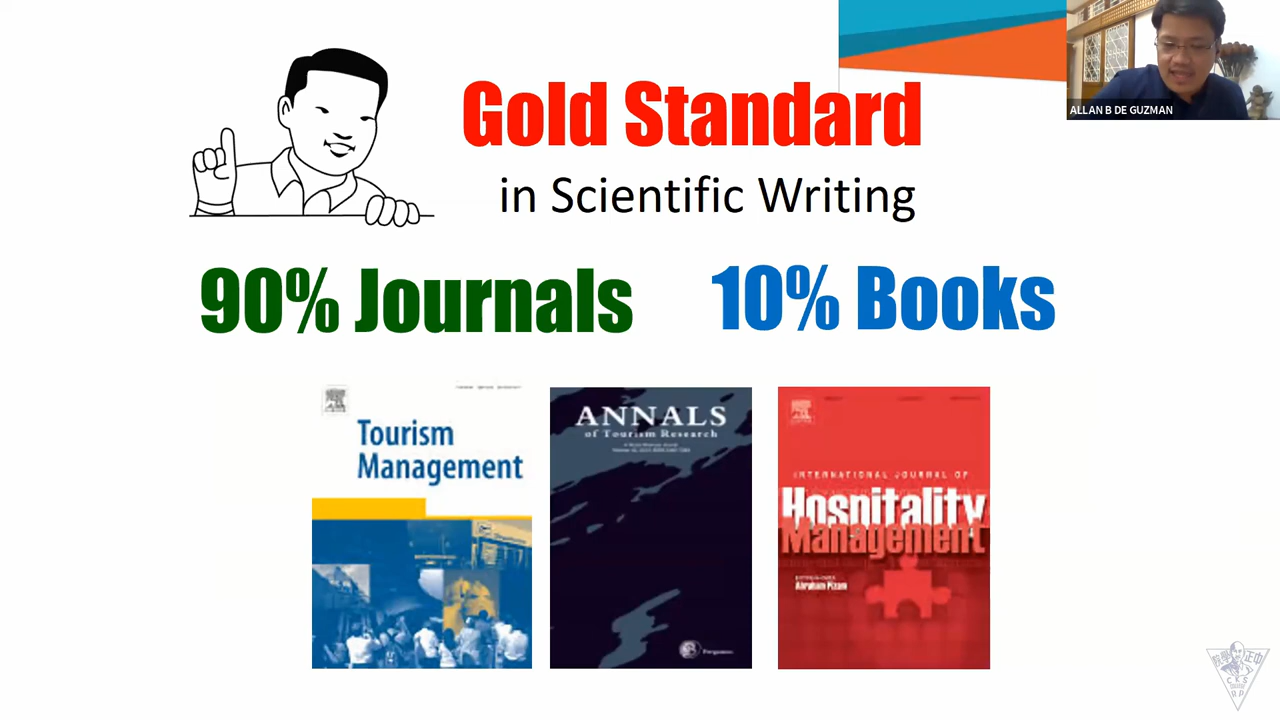 Gold Standard
ALLAN B DE GUZMAN
in Scientific Writing
90% Journals
10% Books
Tourism
Management
ANNALS
of Tourism Research
INTERNATIONAL JOURNAL OF
Hospitality
Management
Abraham Pizam
Pergamon
C K S